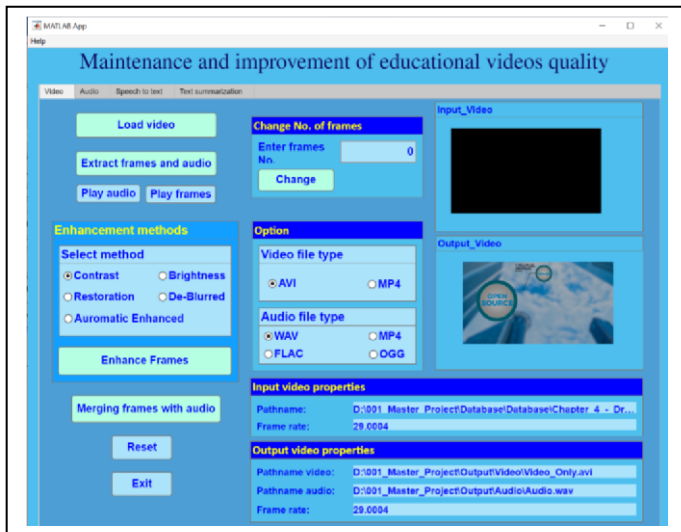 MATLAB App
Help
Maintenance and improvement of educational videos quality
Video Audio Speech to text Text summarization
Load video
Extract frames and audio
Play audio Play frames
Enhancement methods
Select method
Contrast Brightness
Restoration De-Blurred
Auromatic Enhanced
Enhance Frames
Merging frames with audio
Reset
Exit
Change No. of frames
Enter frames
No.
0
Change
Option
Video file type
AVI MP4
Audio file type
WAV MP4
FLAC OGG
Input_Video
Output_Video
OPEN
SOURCE
Input video properties
Pathname: D:\001_Master_Project\Database\Database\Chapter_4 - Dr...
Frame rate: 29.0004
Output video properties
Pathname video: D:\001_Master_Project\Output\Video\Video_Only.avi
Pathname audio: D:\001_Master_Project\Output\Audio\Audio.wav
Frame rate: 29.0004